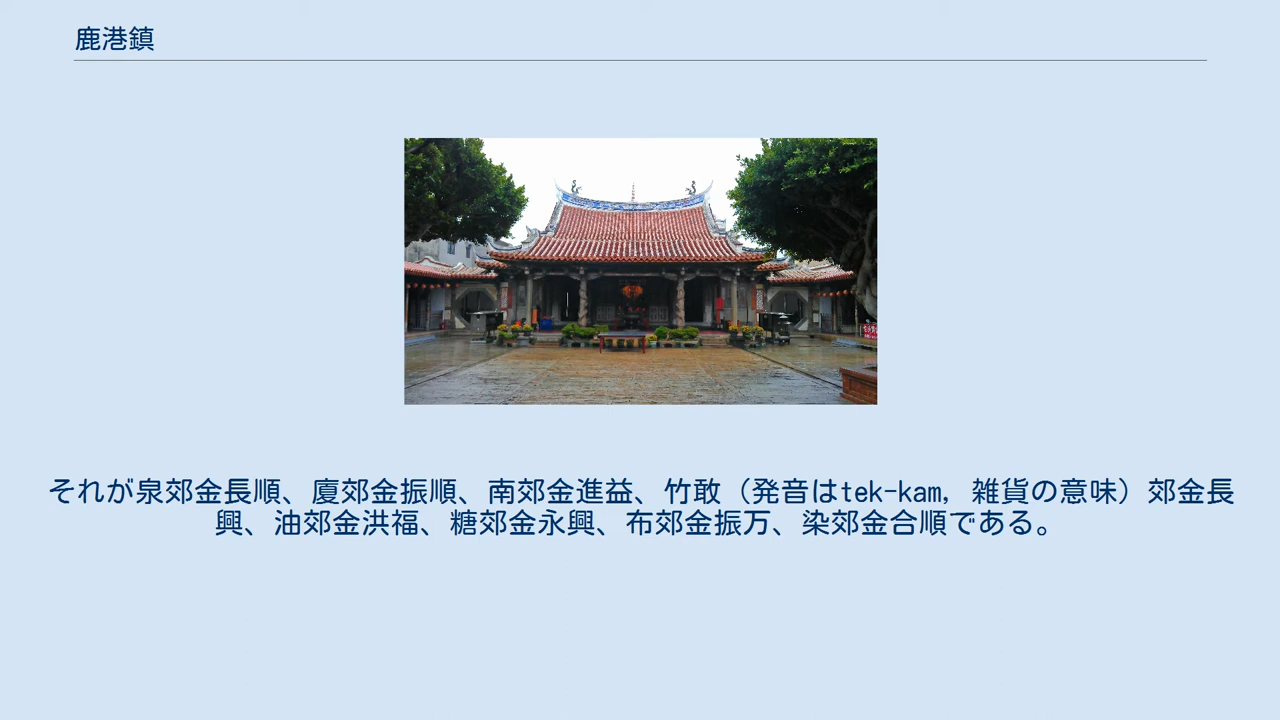 鹿港鎮
それが泉郊金長順、廈郊金振順、南郊金進益、竹敢（発音はtek-kam, 雑貨の意味）郊金長
興、油郊金洪福、糖郊金永興、布郊金振万、染郊金合順である。